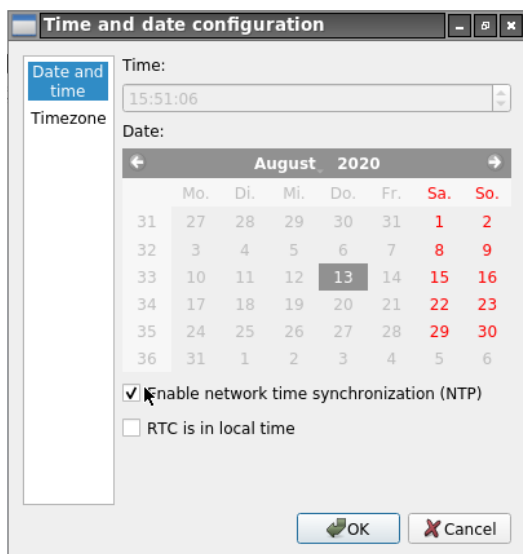 Time and date configuration
Date and time
Timezone
Time:
15:51:06
Date:
August, 2020
Mo. Di. Mi. Do. Fr. Sa. So.
31 27 28 29 30 31 1 2
32 3 4 5 6 7 8 9
33 10 11 12 13 14 15 16
34 17 18 19 20 21 22 23
35 24 25 26 27 28 29 30
36 31 1 2 3 4 5 6
Enable network time synchronization (NTP)
RTC is in local time
OK
Cancel